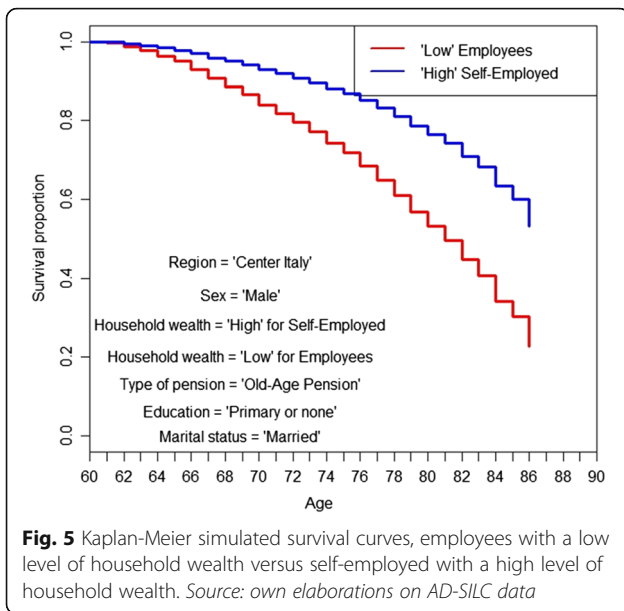 'Low' Employees
'High' Self-Employed
Survival proportion
1.0
0.8
0.6
0.4
0.2
0.0
Region = 'Center Italy'
Sex = 'Male'
Household wealth = 'High' for Self-Employed
Household wealth = 'Low' for Employees
Type of pension = 'Old-Age Pension'
Education = 'Primary or none'
Marital status = 'Married'
60 62 64 66 68 70 72 74 76 78 80 82 84 86 88 90
Age
Fig. 5 Kaplan-Meier simulated survival curves, employees with a low
level of household wealth versus self-employed with a high level of
household wealth. Source: own elaborations on AD-SILC data